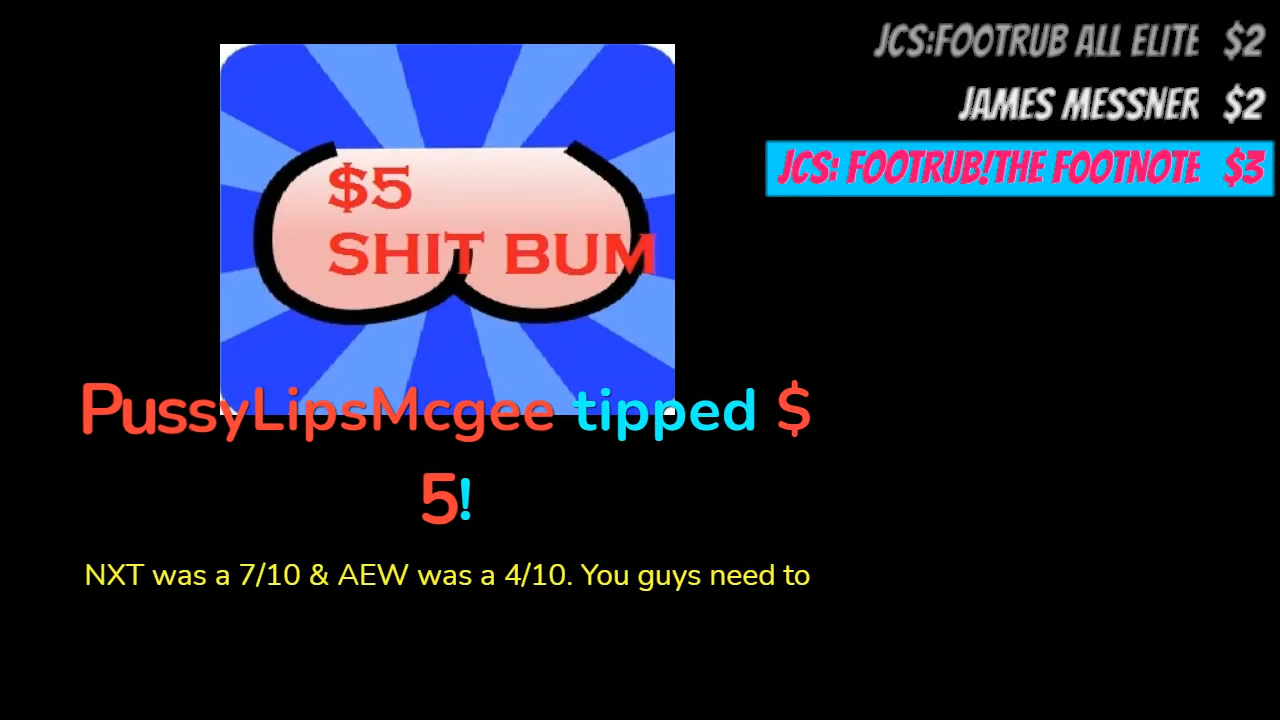 JCS:FOOTRUB ALL ELITE $2
JAMES MESSNER $2
JCS: FOOTRUB!THE FOOTNOTE $3
$5
SHIT BUM
PussyLipsMcgee tipped $
5!
NXT was a 7/10 & AEW was a 4/10. You guys need to